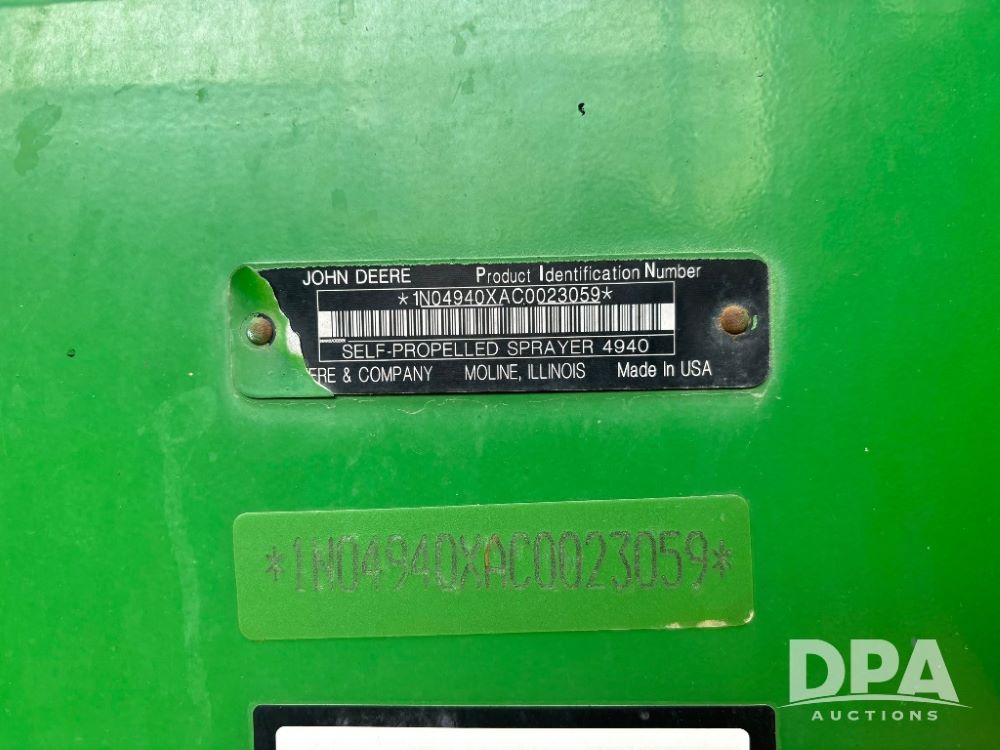 JOHN DEERE Product Identification Number
*1N04940XAC0023059*
SELF-PROPELLED SPRAYER 4940
ERE & COMPANY MOLINE, ILLINOIS Made In USA
*1N04940XAC0023059*
DPA
AUCTIONS